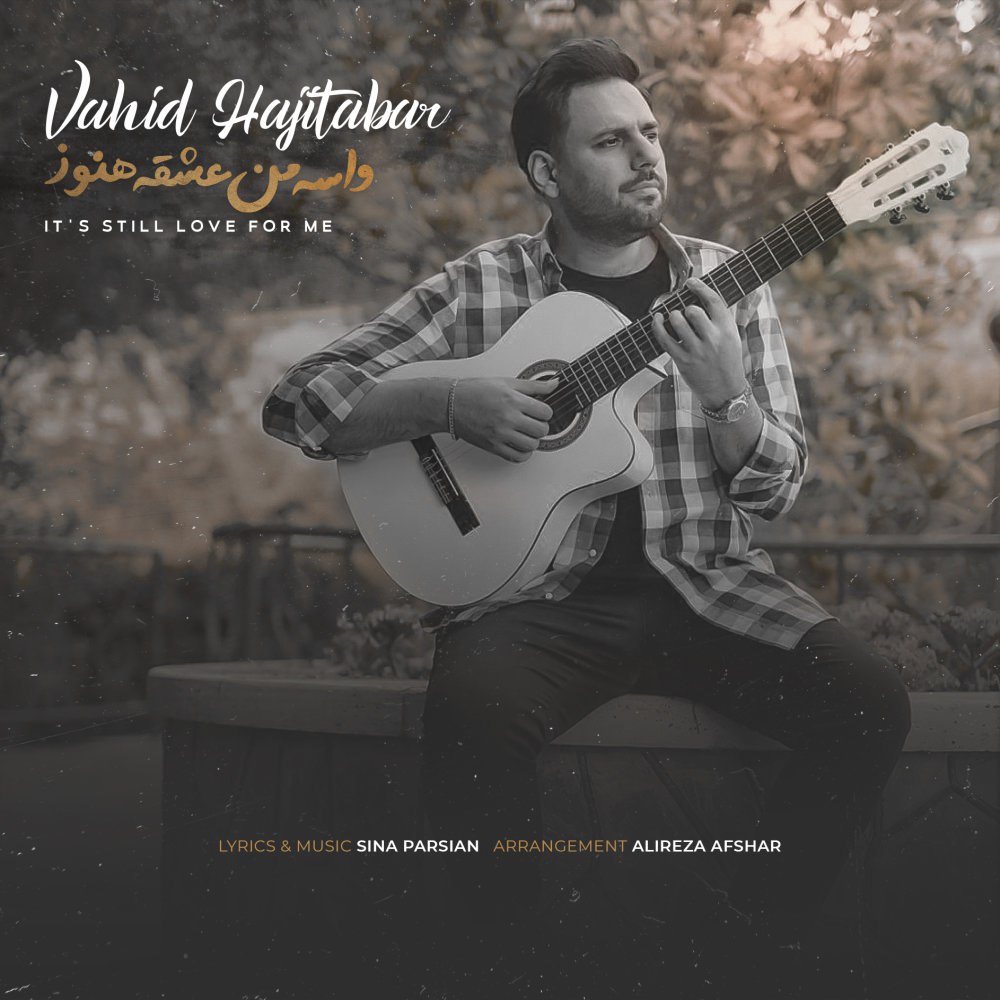 Vahid Hajitabar
واسه من عشقه هنوز
IT'S STILL LOVE FOR ME
LYRICS & MUSIC SINA PARSIAN ARRANGEMENT ALIREZA AFSHAR